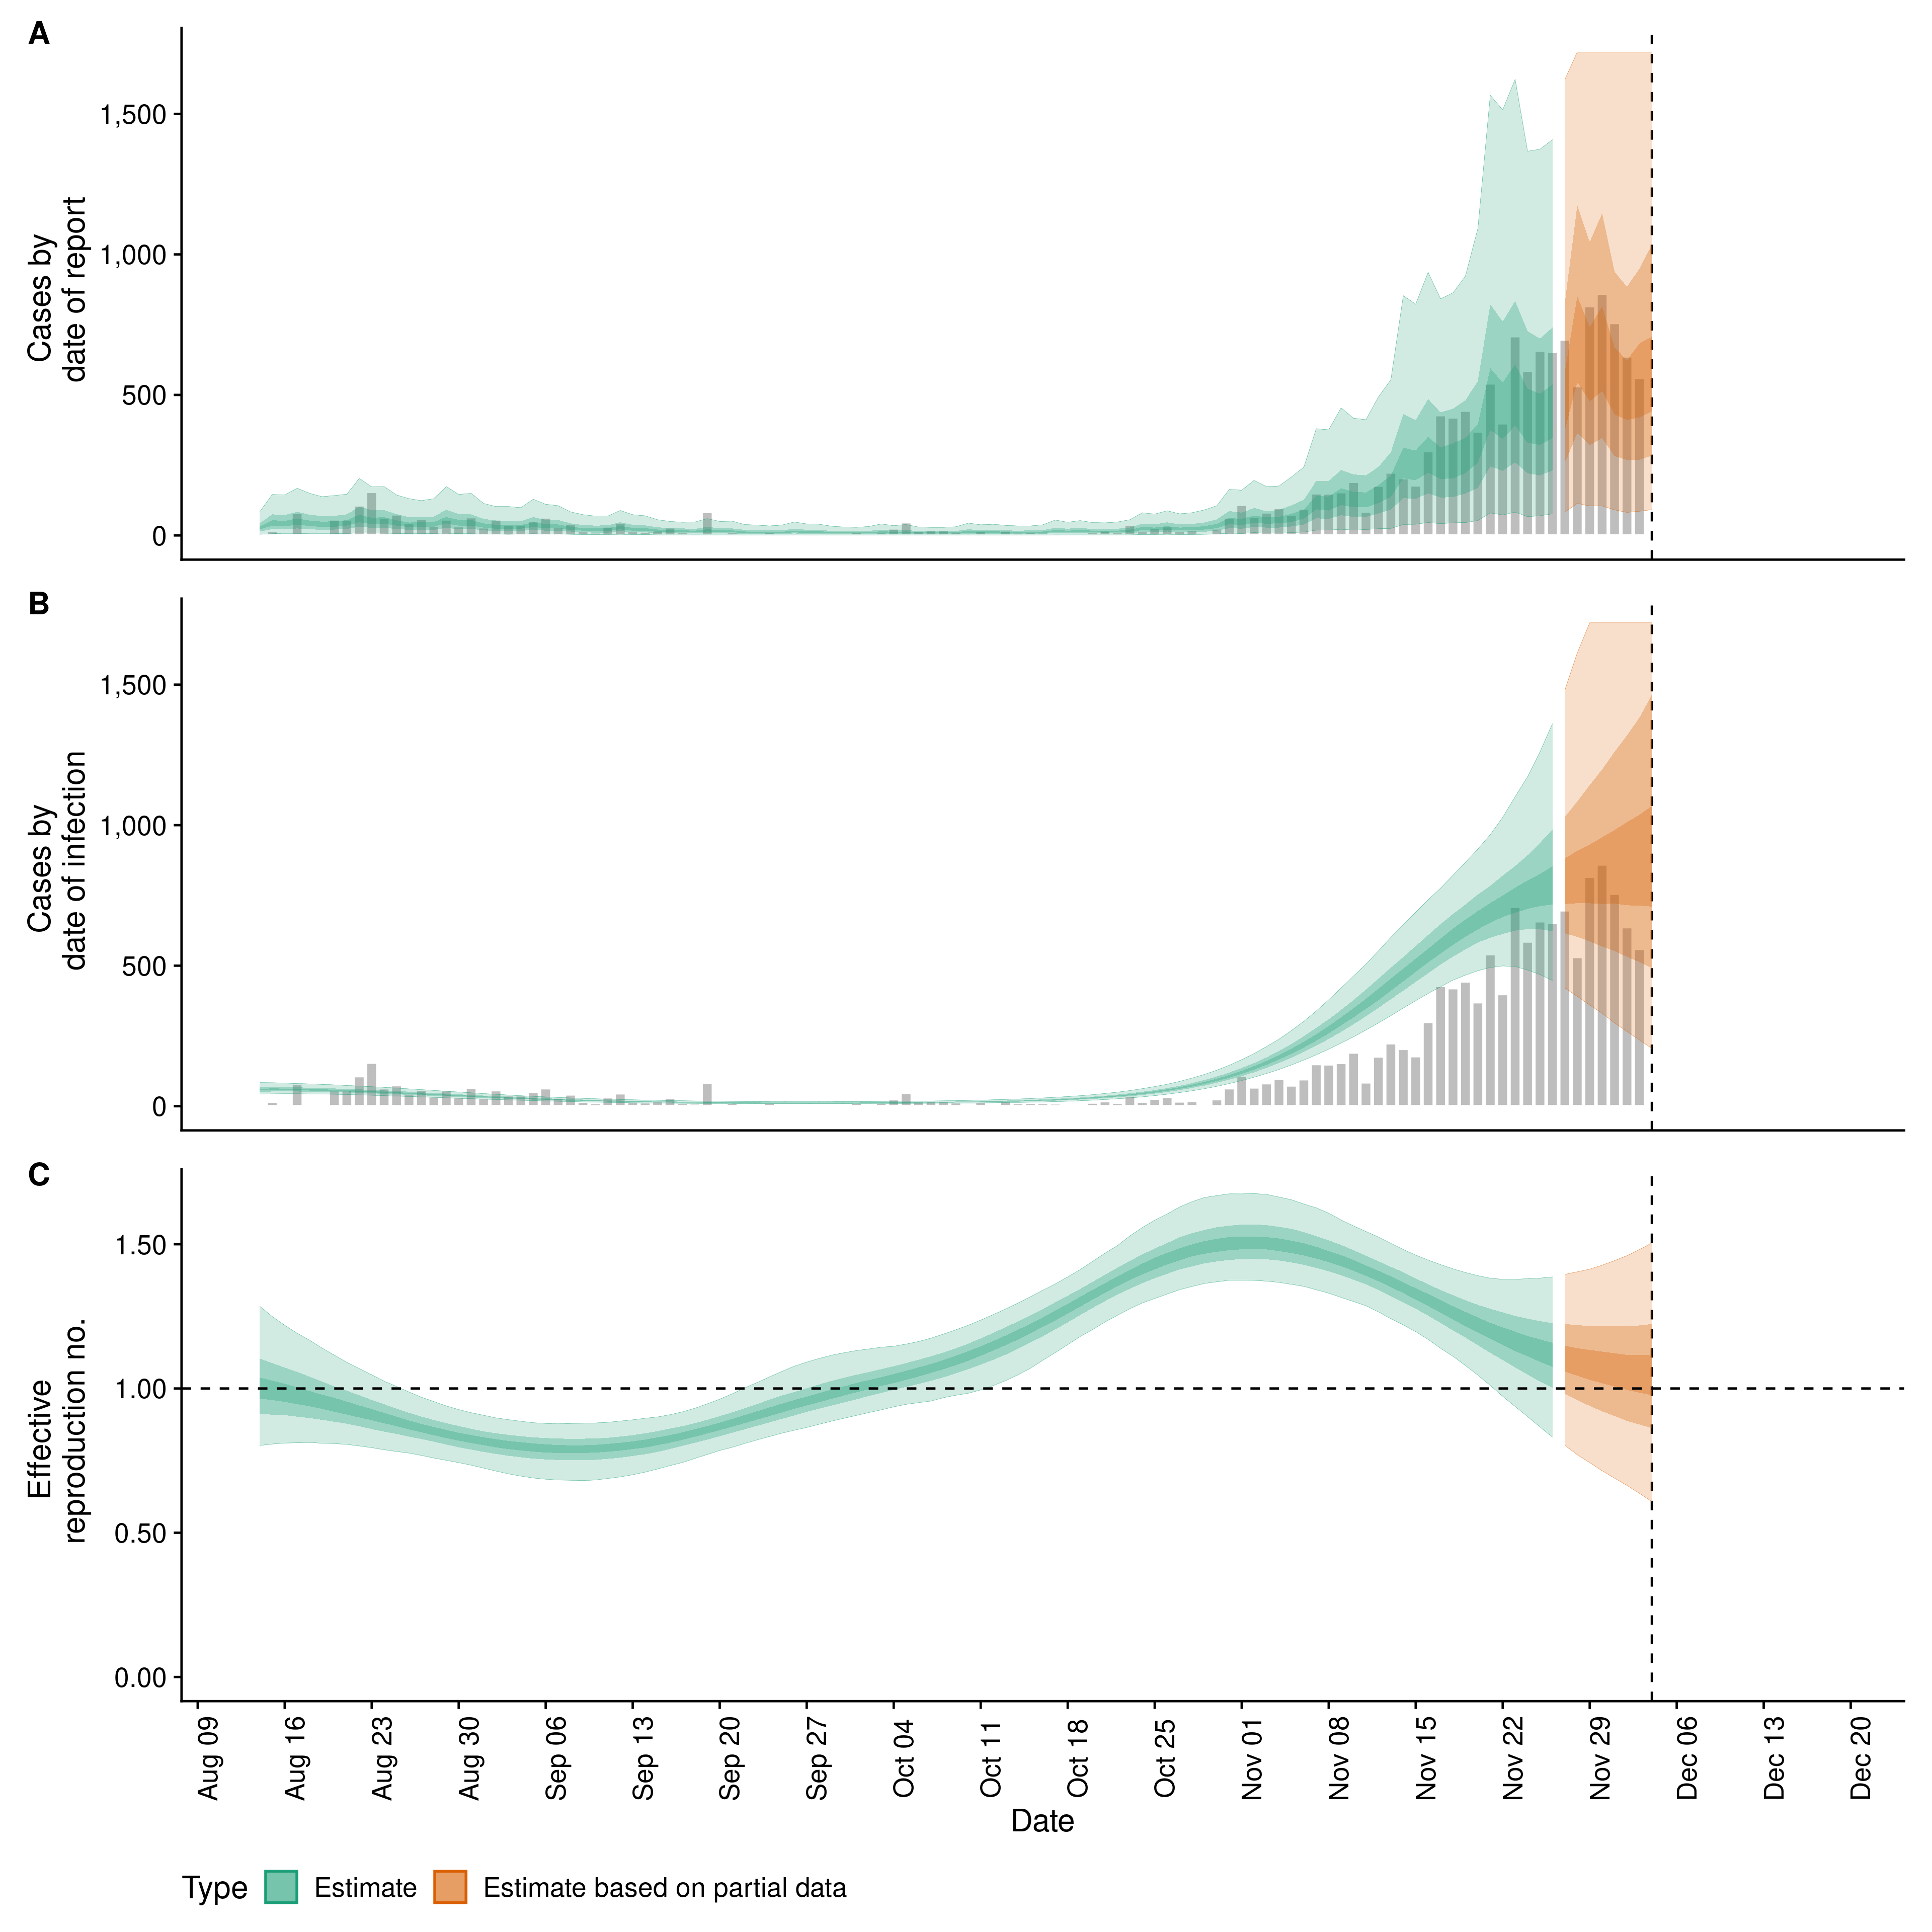 A
Cases by
date of report
1,500
1,000
500
0
B
Cases by
date of infection
1,500
1,000
500
0
C
Effective
reproduction no.
1.50
1.00
0.50
0.00
Aug 09
Aug 16
Aug 23
Aug 30
Sep 06
Sep 13
Sep 20
Sep 27
Oct 04
Oct 11
Oct 18
Oct 25
Nov 01
Nov 08
Nov 15
Nov 22
Nov 29
Dec 06
Dec 13
Dec 20
Date
Type Estimate Estimate based on partial data